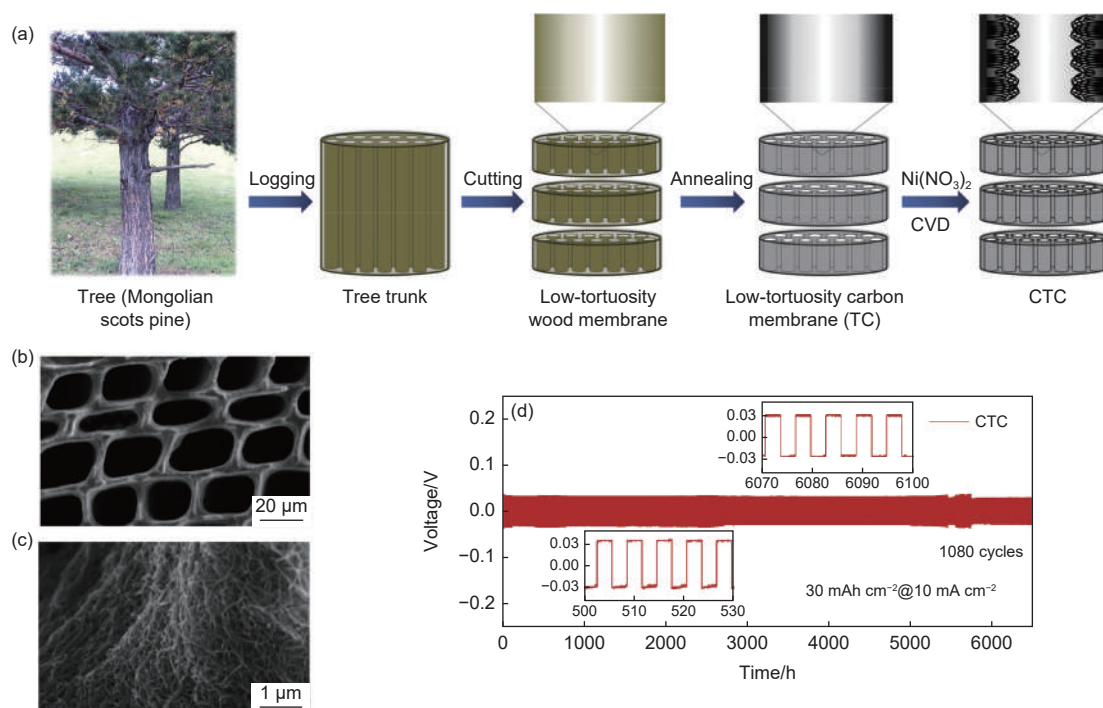 (a)
Logging
Cutting
Annealing
Ni(NO₃)₂
CVD
Tree (Mongolian
scots pine)
Tree trunk
Low-tortuosity
wood membrane
Low-tortuosity carbon
membrane (TC)
CTC
(b)
20 μm
(c)
1 μm
(d)
Voltage/V
0.2
0.1
0.0
−0.1
−0.2
0.03
0.00
−0.03
6070 6080 6090 6100
CTC
0.03
0.00
−0.03
500 510 520 530
1080 cycles
30 mAh cm⁻²@10 mA cm⁻²
0 1000 2000 3000 4000 5000 6000
Time/h